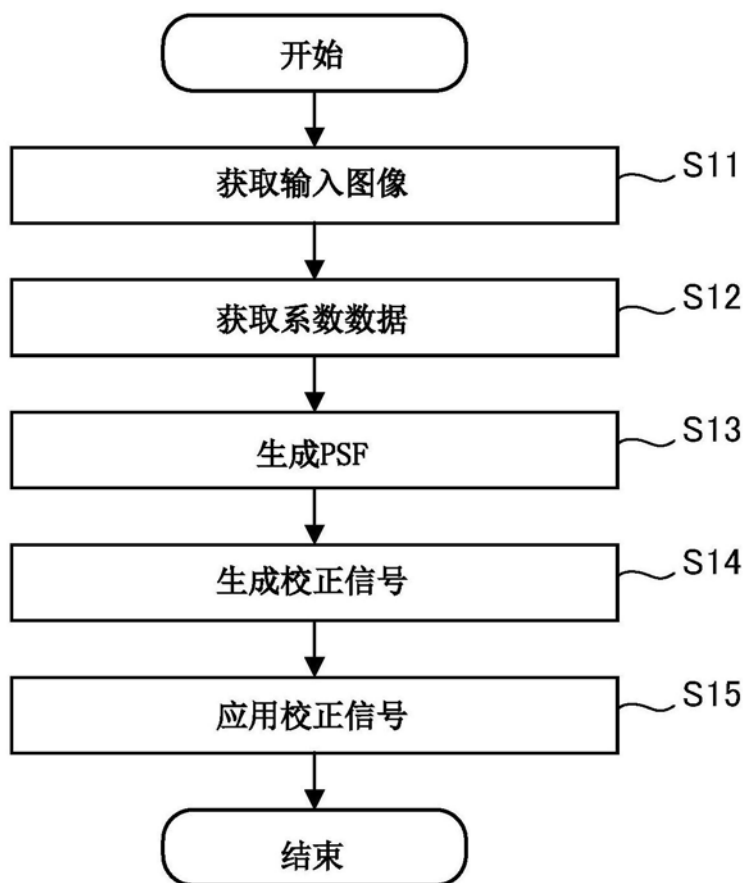 开始
获取输入图像
S11
获取系数数据
S12
生成PSF
S13
生成校正信号
S14
应用校正信号
S15
结束